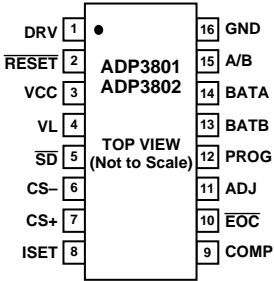 DRV 1 16 GND
RESET 2 15 A/B
ADP3801
ADP3802
VCC 3 14 BATA
VL 4 13 BATB
TOP VIEW
(Not to Scale)
SD 5 12 PROG
CS– 6 11 ADJ
CS+ 7 10 EOC
ISET 8 9 COMP